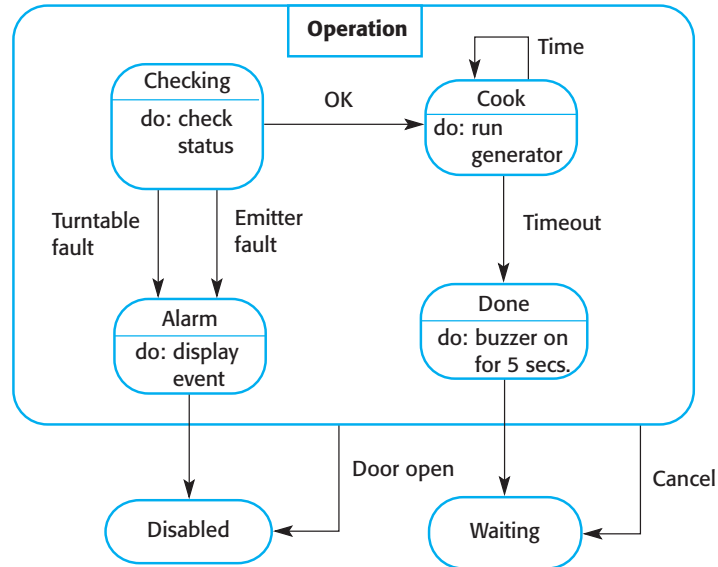 Operation
Time
Checking
do: check
status
OK
Cook
do: run
generator
Turntable
fault
Emitter
fault
Timeout
Alarm
do: display
event
Done
do: buzzer on
for 5 secs.
Door open
Cancel
Disabled
Waiting